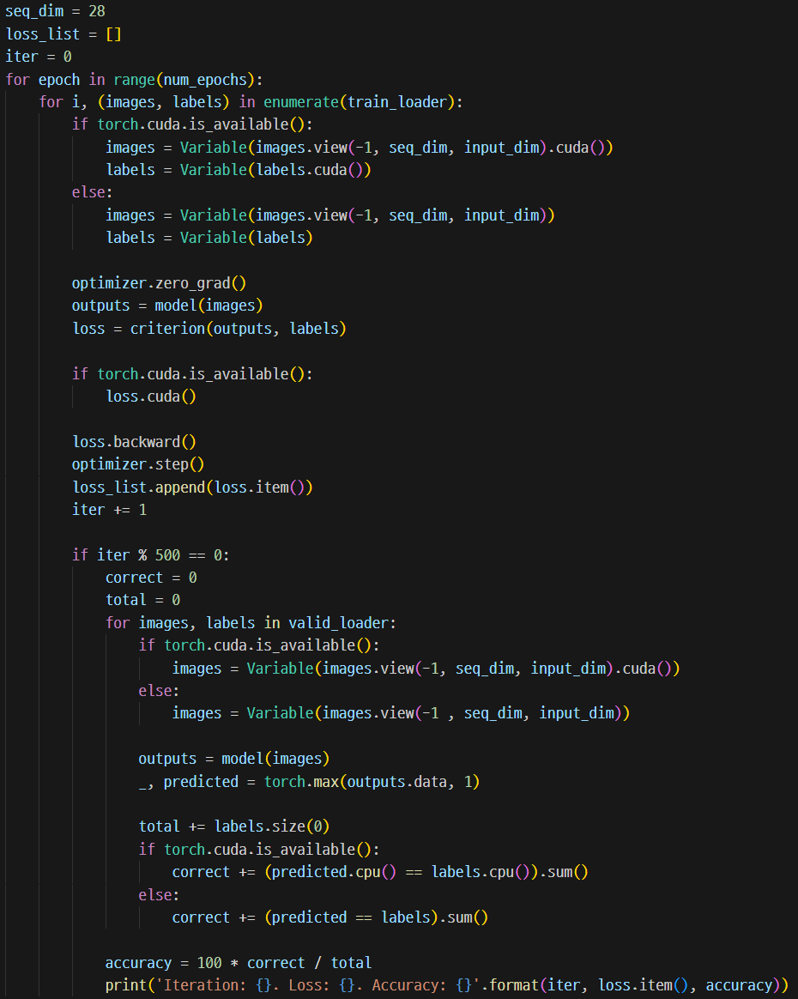 seq_dim = 28
loss_list = []
iter = 0
for epoch in range(num_epochs):
    for i, (images, labels) in enumerate(train_loader):
        if torch.cuda.is_available():
            images = Variable(images.view(-1, seq_dim, input_dim).cuda())
            labels = Variable(labels.cuda())
        else:
            images = Variable(images.view(-1, seq_dim, input_dim))
            labels = Variable(labels)

        optimizer.zero_grad()
        outputs = model(images)
        loss = criterion(outputs, labels)

        if torch.cuda.is_available():
            loss.cuda()

        loss.backward()
        optimizer.step()
        loss_list.append(loss.item())
        iter += 1

        if iter % 500 == 0:
            correct = 0
            total = 0
            for images, labels in valid_loader:
                if torch.cuda.is_available():
                    images = Variable(images.view(-1, seq_dim, input_dim).cuda())
                else:
                    images = Variable(images.view(-1 , seq_dim, input_dim))

                outputs = model(images)
                _, predicted = torch.max(outputs.data, 1)

                total += labels.size(0)
                if torch.cuda.is_available():
                    correct += (predicted.cpu() == labels.cpu()).sum()
                else:
                    correct += (predicted == labels).sum()

            accuracy = 100 * correct / total
            print('Iteration: {}. Loss: {}. Accuracy: {}'.format(iter, loss.item(), accuracy))